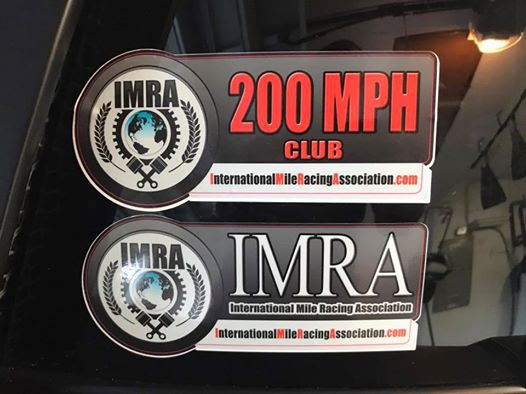 IMRA
200 MPH
CLUB
InternationalMileRacingAssociation.com
IMRA
IMRA
International Mile Racing Association
InternationalMileRacingAssociation.com